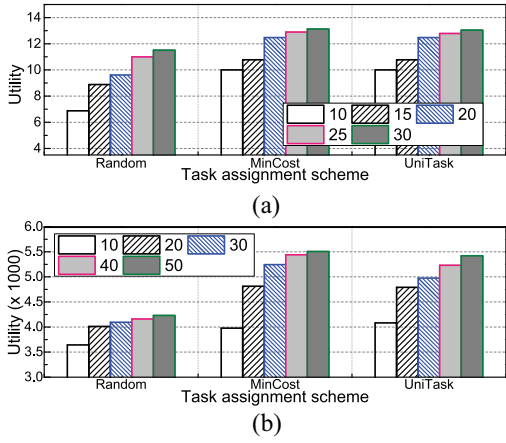 14
12
10
8
6
4
Utility
10 15 20
25 30
Random MinCost UniTask
Task assignment scheme
(a)
6.0
5.5
5.0
4.5
4.0
3.5
3.0
Utility (x 1000)
10 20 30
40 50
Random MinCost UniTask
Task assignment scheme
(b)